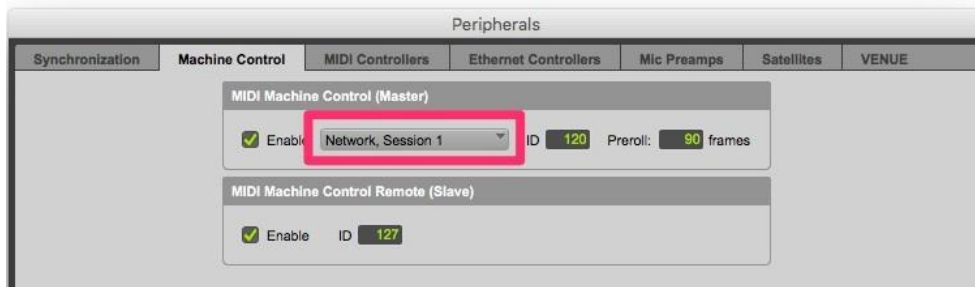 Peripherals
Synchronization Machine Control MIDI Controllers Ethernet Controllers Mic Preamps Satellites VENUE
MIDI Machine Control (Master)
Enable Network, Session 1 ID 120 Preroll: 90 frames
MIDI Machine Control Remote (Slave)
Enable ID 127